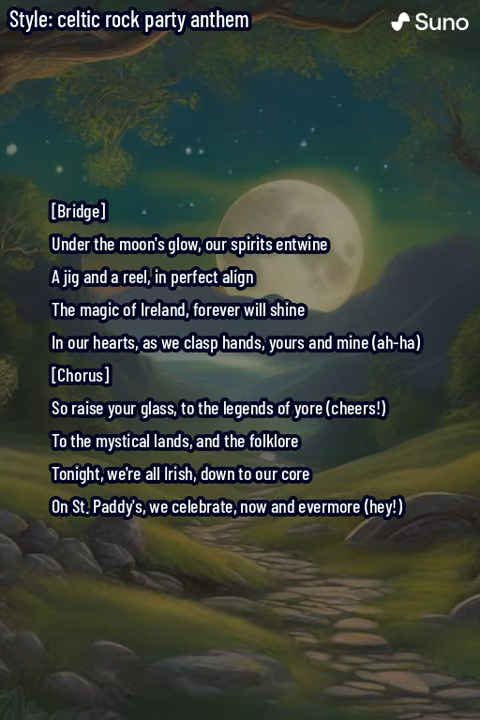 Style: celtic rock party anthem
Suno
[Bridge]
Under the moon's glow, our spirits entwine
A jig and a reel, in perfect align
The magic of Ireland, forever will shine
In our hearts, as we clasp hands, yours and mine (ah-ha)
[Chorus]
So raise your glass, to the legends of yore (cheers!)
To the mystical lands, and the folklore
Tonight, we're all Irish, down to our core
On St. Paddy's, we celebrate, now and evermore (hey!)